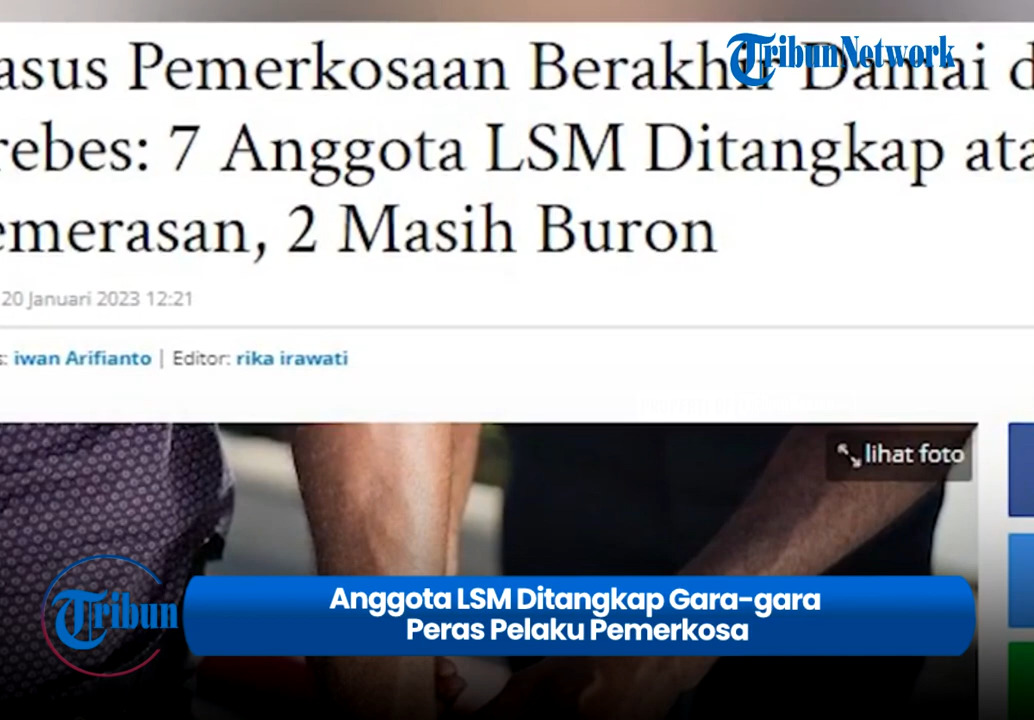 asus Pemerkosaan Berakhir Damai d
TribunNetwork
rebes: 7 Anggota LSM Ditangkap ata
emerasan, 2 Masih Buron
20 Januari 2023 12:21
s: iwan Arifianto | Editor: rika irawati
lihat foto
Tribun
Anggota LSM Ditangkap Gara-gara
Peras Pelaku Pemerkosa